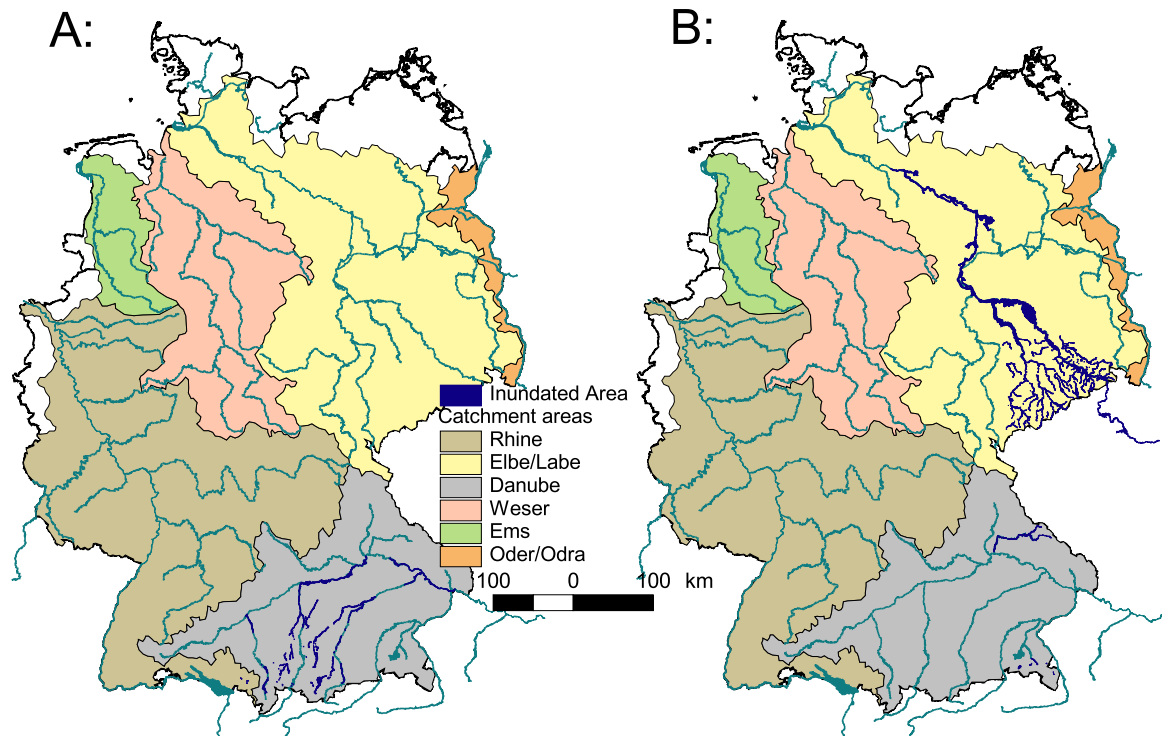 A:
B:
Inundated Area
Catchment areas
Rhine
Elbe/Labe
Danube
Weser
Ems
Oder/Odra
100 0 100 km